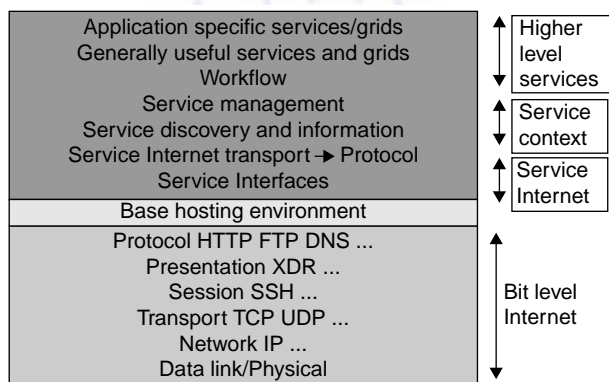 Application specific services/grids
Generally useful services and grids
Workflow
Service management
Service discovery and information
Service Internet transport → Protocol
Service Interfaces
Base hosting environment
Protocol HTTP FTP DNS ...
Presentation XDR ...
Session SSH ...
Transport TCP UDP ...
Network IP ...
Data link/Physical
Higher
level
services
Service
context
Service
Internet
Bit level
Internet